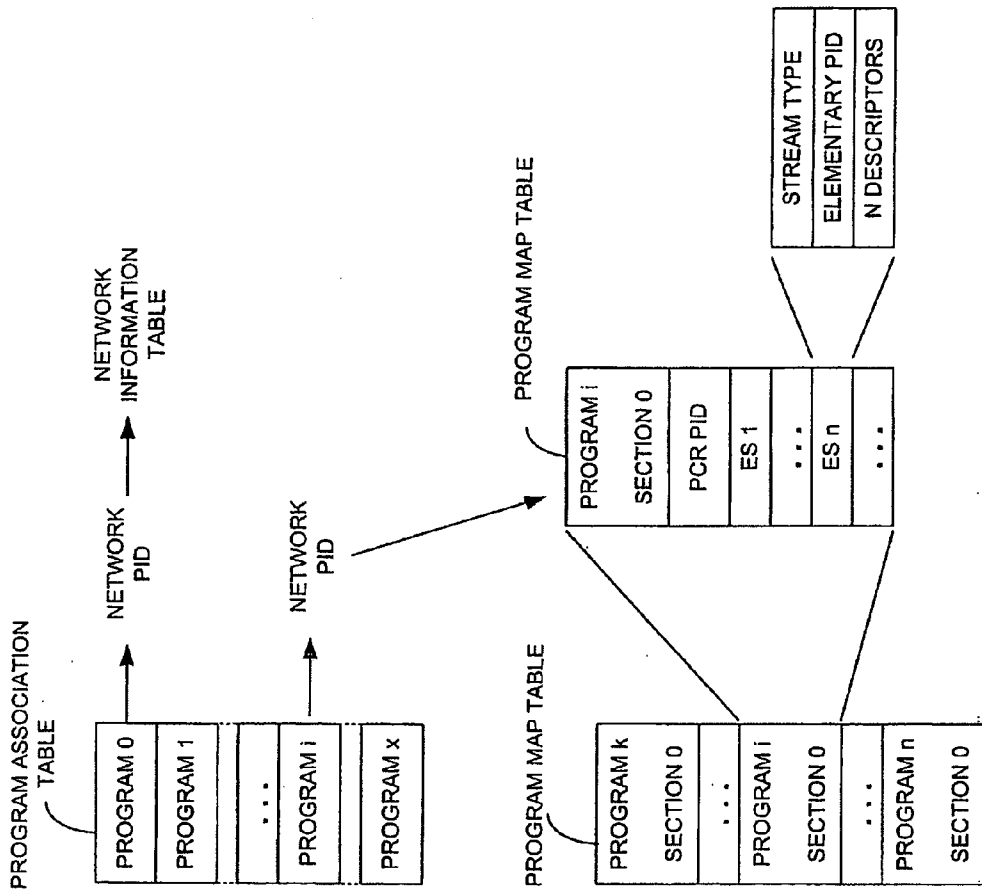 PROGRAM ASSOCIATION
TABLE
PROGRAM 0
PROGRAM 1
...
PROGRAM i
PROGRAM x
NETWORK
PID
NETWORK
INFORMATION
TABLE
NETWORK
PID
PROGRAM MAP TABLE
PROGRAM k
SECTION 0
...
PROGRAM i
SECTION 0
...
PROGRAM n
SECTION 0
PROGRAM MAP TABLE
PROGRAM i
SECTION 0
PCR PID
ES 1
...
ES n
...
STREAM TYPE
ELEMENTARY PID
N DESCRIPTORS